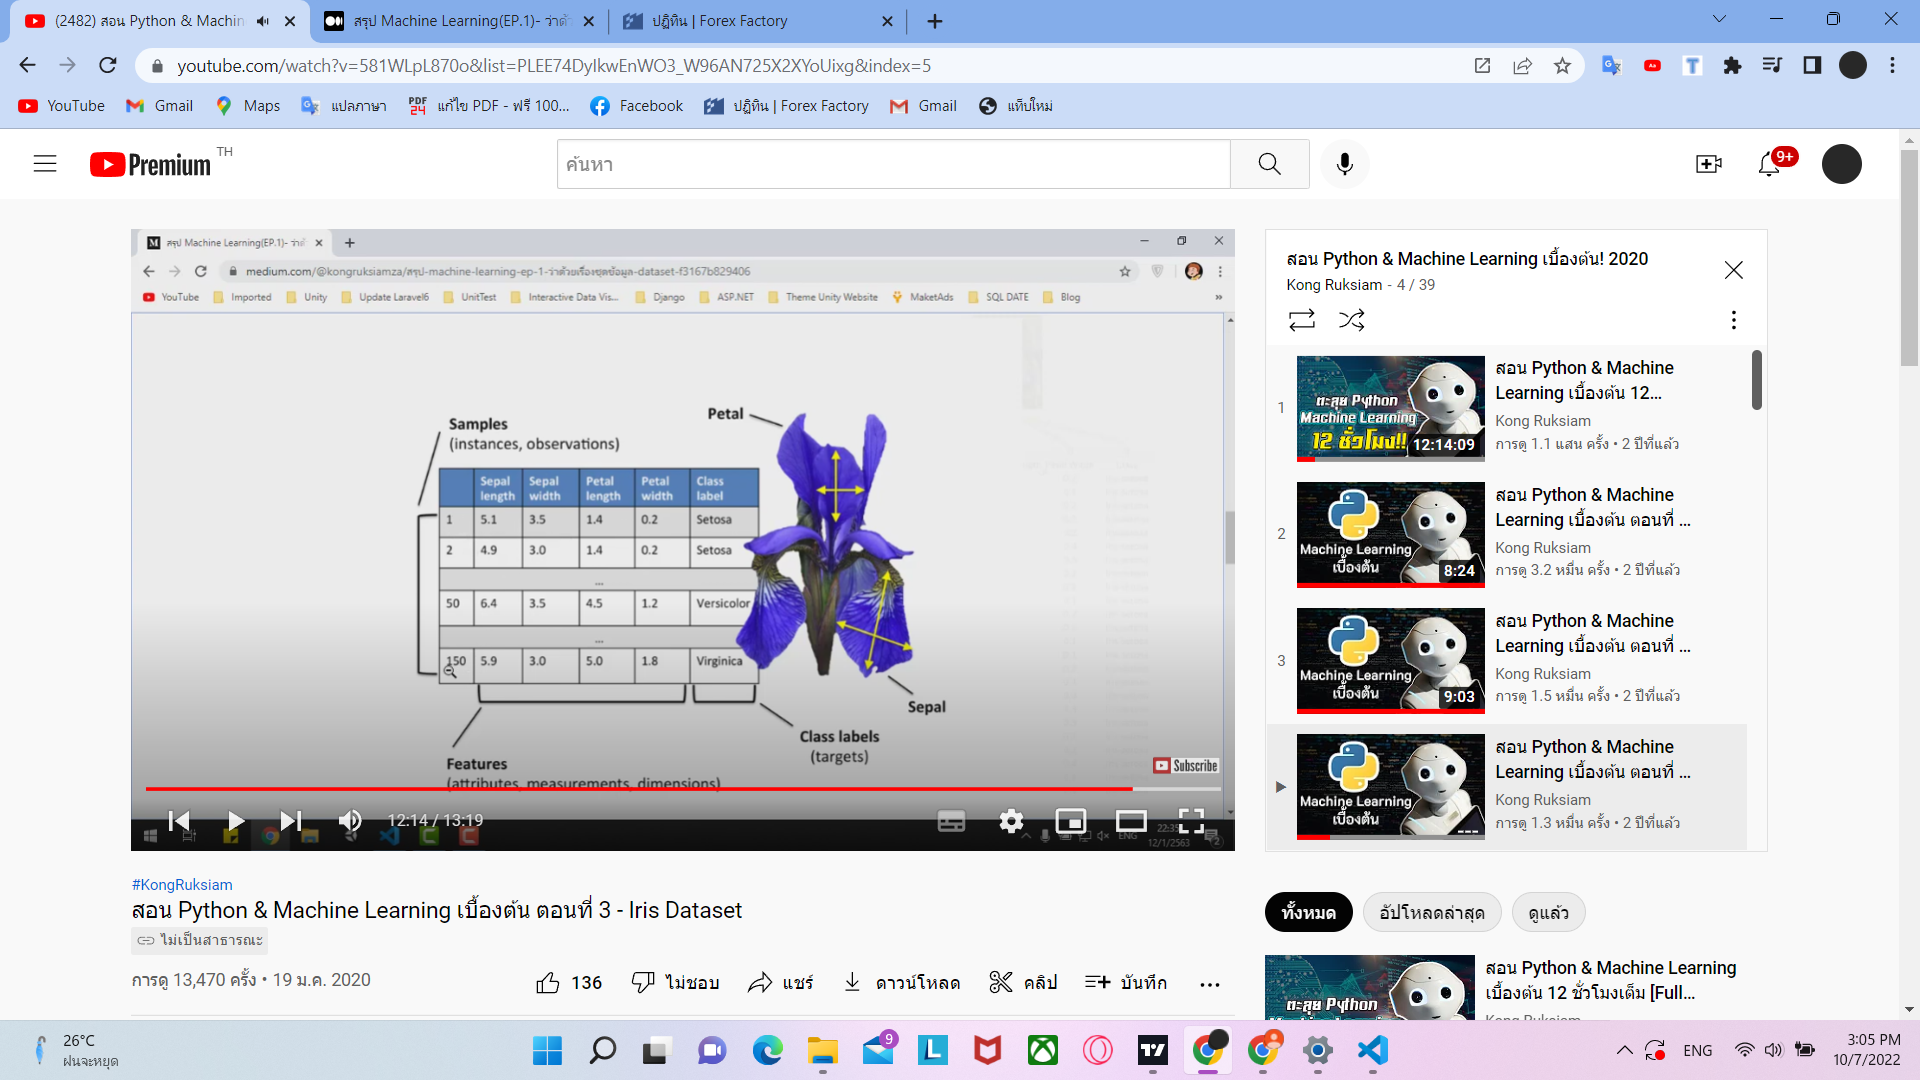 (2482) สอน Python & Machin
สรุป Machine Learning(EP.1)- ว่าด้ว
ปฏิทิน | Forex Factory
youtube.com/watch?v=581WLpL870o&list=PLEE74DyIkwEnWO3_W96AN725X2XYoUixg&index=5
YouTube
Gmail
Maps
แปลภาษา
แก้ไข PDF - ฟรี 100...
Facebook
ปฏิทิน | Forex Factory
Gmail
แท็บใหม่
Premium TH
ค้นหา
9+
สรุป Machine Learning(EP.1)- ว่าด้
medium.com/@kongruksiamza/สรุป-machine-learning-ep-1-ว่าด้วยเรื่องชุดข้อมูล-dataset-f3167b829406
YouTube
Imported
Unity
Update Laravel6
UnitTest
Interactive Data Vis...
Django
ASP.NET
Theme Unity Website
MaketAds
SQL DATE
Blog
Samples
(instances, observations)
Petal
Sepal length
Sepal width
Petal length
Petal width
Class label
1 5.1 3.5 1.4 0.2 Setosa
2 4.9 3.0 1.4 0.2 Setosa
...
50 6.4 3.5 4.5 1.2 Versicolor
...
150 5.9 3.0 5.0 1.8 Virginica
Sepal
Class labels
(targets)
Features
(attributes, measurements, dimensions)
Subscribe
12:14 / 13:19
ENG
22:35
12/1/2563
#KongRuksiam
สอน Python & Machine Learning เบื้องต้น ตอนที่ 3 - Iris Dataset
ไม่เป็นสาธารณะ
การดู 13,470 ครั้ง • 19 ม.ค. 2020
136
ไม่ชอบ
แชร์
ดาวน์โหลด
คลิป
บันทึก
สอน Python & Machine Learning เบื้องต้น! 2020
Kong Ruksiam - 4 / 39
1
ตะลุย Python
Machine Learning
12 ชั่วโมง!!
12:14:09
สอน Python & Machine
Learning เบื้องต้น 12...
Kong Ruksiam
การดู 1.1 แสน ครั้ง • 2 ปีที่แล้ว
2
Machine Learning
เบื้องต้น
8:24
สอน Python & Machine
Learning เบื้องต้น ตอนที่ ...
Kong Ruksiam
การดู 3.2 หมื่น ครั้ง • 2 ปีที่แล้ว
3
Machine Learning
เบื้องต้น
9:03
สอน Python & Machine
Learning เบื้องต้น ตอนที่ ...
Kong Ruksiam
การดู 1.5 หมื่น ครั้ง • 2 ปีที่แล้ว
Machine Learning
เบื้องต้น
สอน Python & Machine
Learning เบื้องต้น ตอนที่ ...
Kong Ruksiam
การดู 1.3 หมื่น ครั้ง • 2 ปีที่แล้ว
ทั้งหมด
อัปโหลดล่าสุด
ดูแล้ว
ตะลุย Python
สอน Python & Machine Learning
เบื้องต้น 12 ชั่วโมงเต็ม [Full...
Kong Ruksiam
26°C
ฝนจะหยุด
9
ENG
3:05 PM
10/7/2022